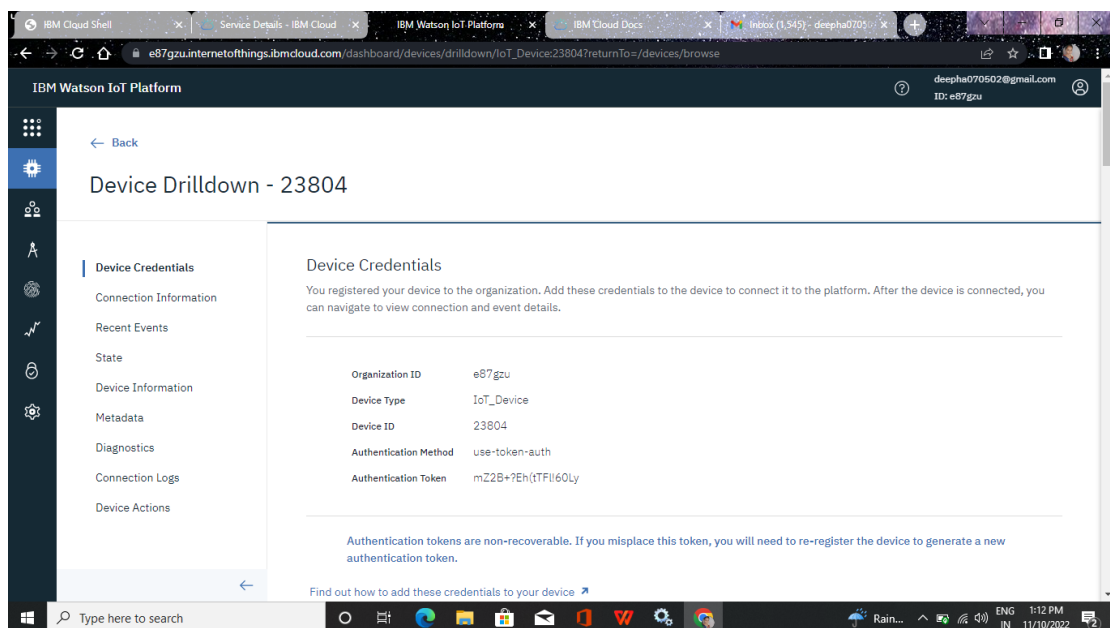 IBM Cloud Shell
Service Details - IBM Cloud
IBM Watson IoT Platform
IBM Cloud Docs
Inbox (1,545) - deepha0705
e87gzu.internetofthings.ibmcloud.com/dashboard/devices/drilldown/IoT_Device:23804?returnTo=/devices/browse
IBM Watson IoT Platform
deepha070502@gmail.com
ID: e87gzu
Back
Device Drilldown - 23804
Device Credentials
Connection Information
Recent Events
State
Device Information
Metadata
Diagnostics
Connection Logs
Device Actions
Device Credentials
You registered your device to the organization. Add these credentials to the device to connect it to the platform. After the device is connected, you
can navigate to view connection and event details.
Organization ID e87gzu
Device Type IoT_Device
Device ID 23804
Authentication Method use-token-auth
Authentication Token mZ2B+?Eh(tTFI!6OLy
Authentication tokens are non-recoverable. If you misplace this token, you will need to re-register the device to generate a new
authentication token.
Find out how to add these credentials to your device
Type here to search
Rain...
ENG
IN
1:12 PM
11/10/2022
2